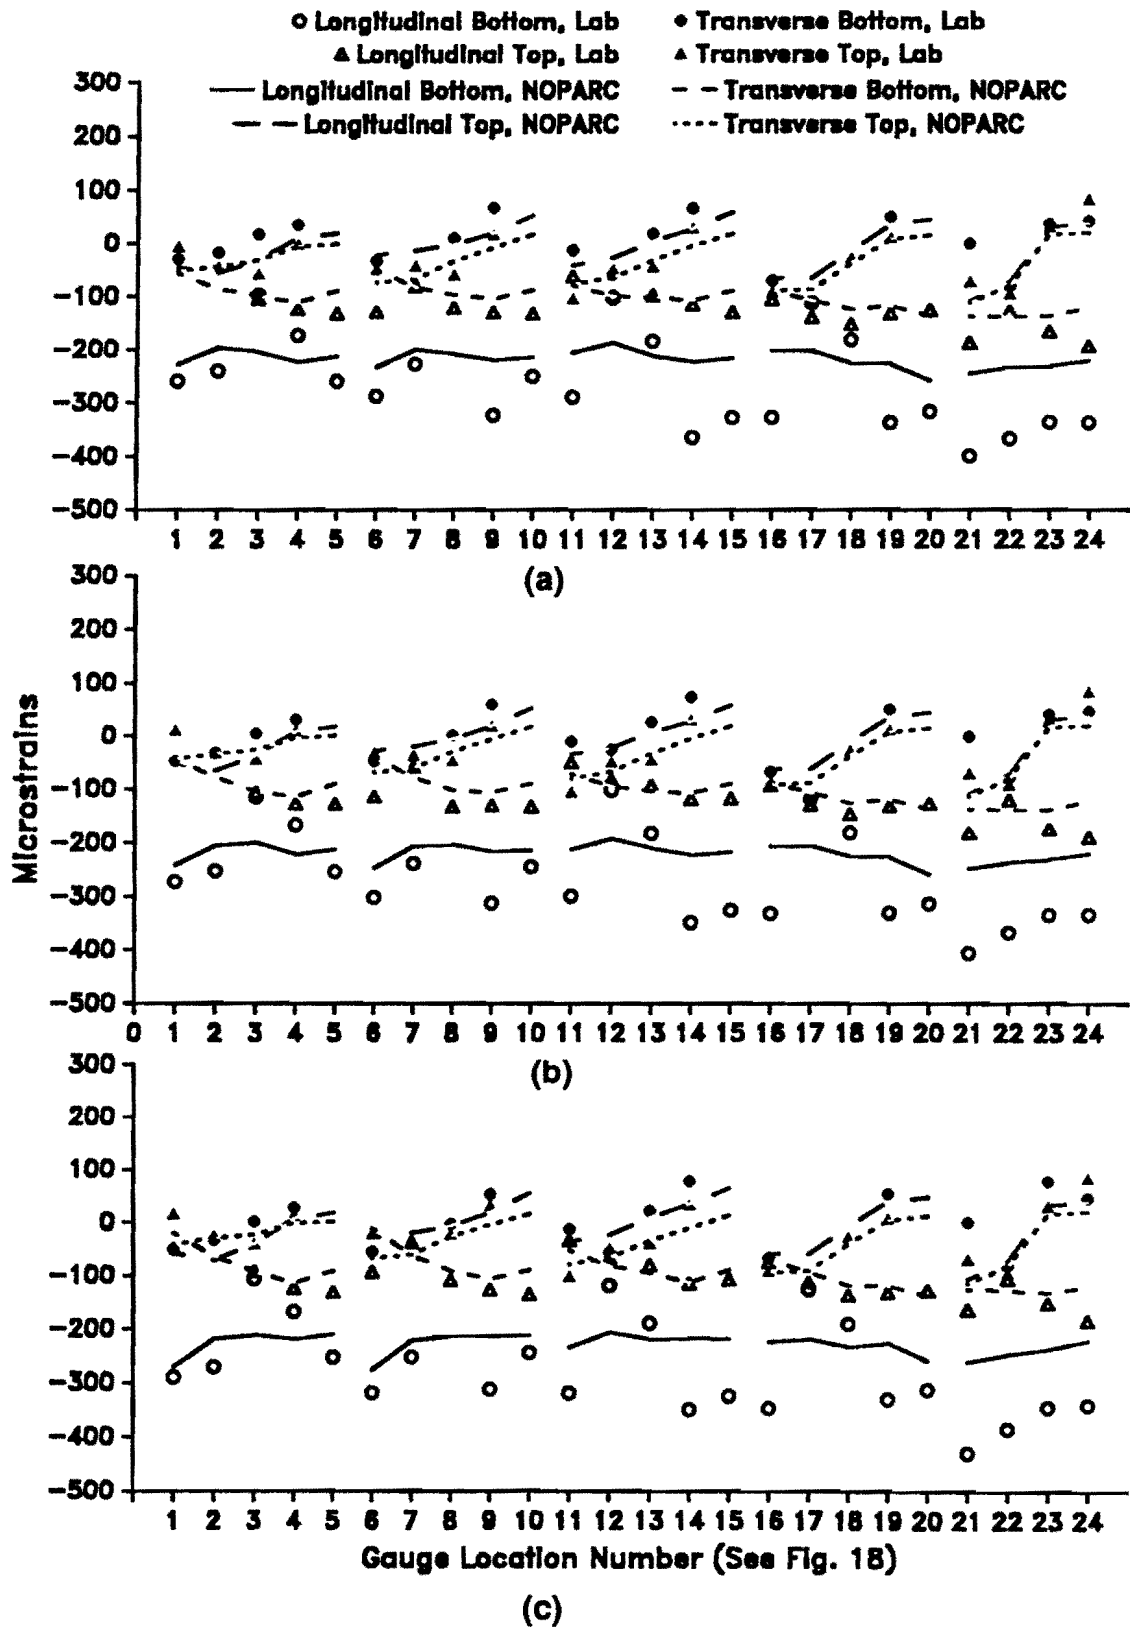 Longitudinal Bottom, Lab Transverse Bottom, Lab
Longitudinal Top, Lab Transverse Top, Lab
Longitudinal Bottom, NOPARC Transverse Bottom, NOPARC
Longitudinal Top, NOPARC Transverse Top, NOPARC
300
200
100
0
-100
-200
-300
-400
-500
1 2 3 4 5 6 7 8 9 10 11 12 13 14 15 16 17 18 19 20 21 22 23 24
(a)
Microstrains
300
200
100
0
-100
-200
-300
-400
-500
0 1 2 3 4 5 6 7 8 9 10 11 12 13 14 15 16 17 18 19 20 21 22 23 24
(b)
300
200
100
0
-100
-200
-300
-400
-500
1 2 3 4 5 6 7 8 9 10 11 12 13 14 15 16 17 18 19 20 21 22 23 24
Gauge Location Number (See Fig. 18)
(c)